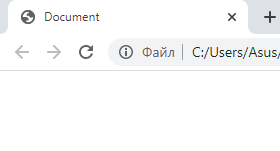 Document
Файл C:/Users/Asus/